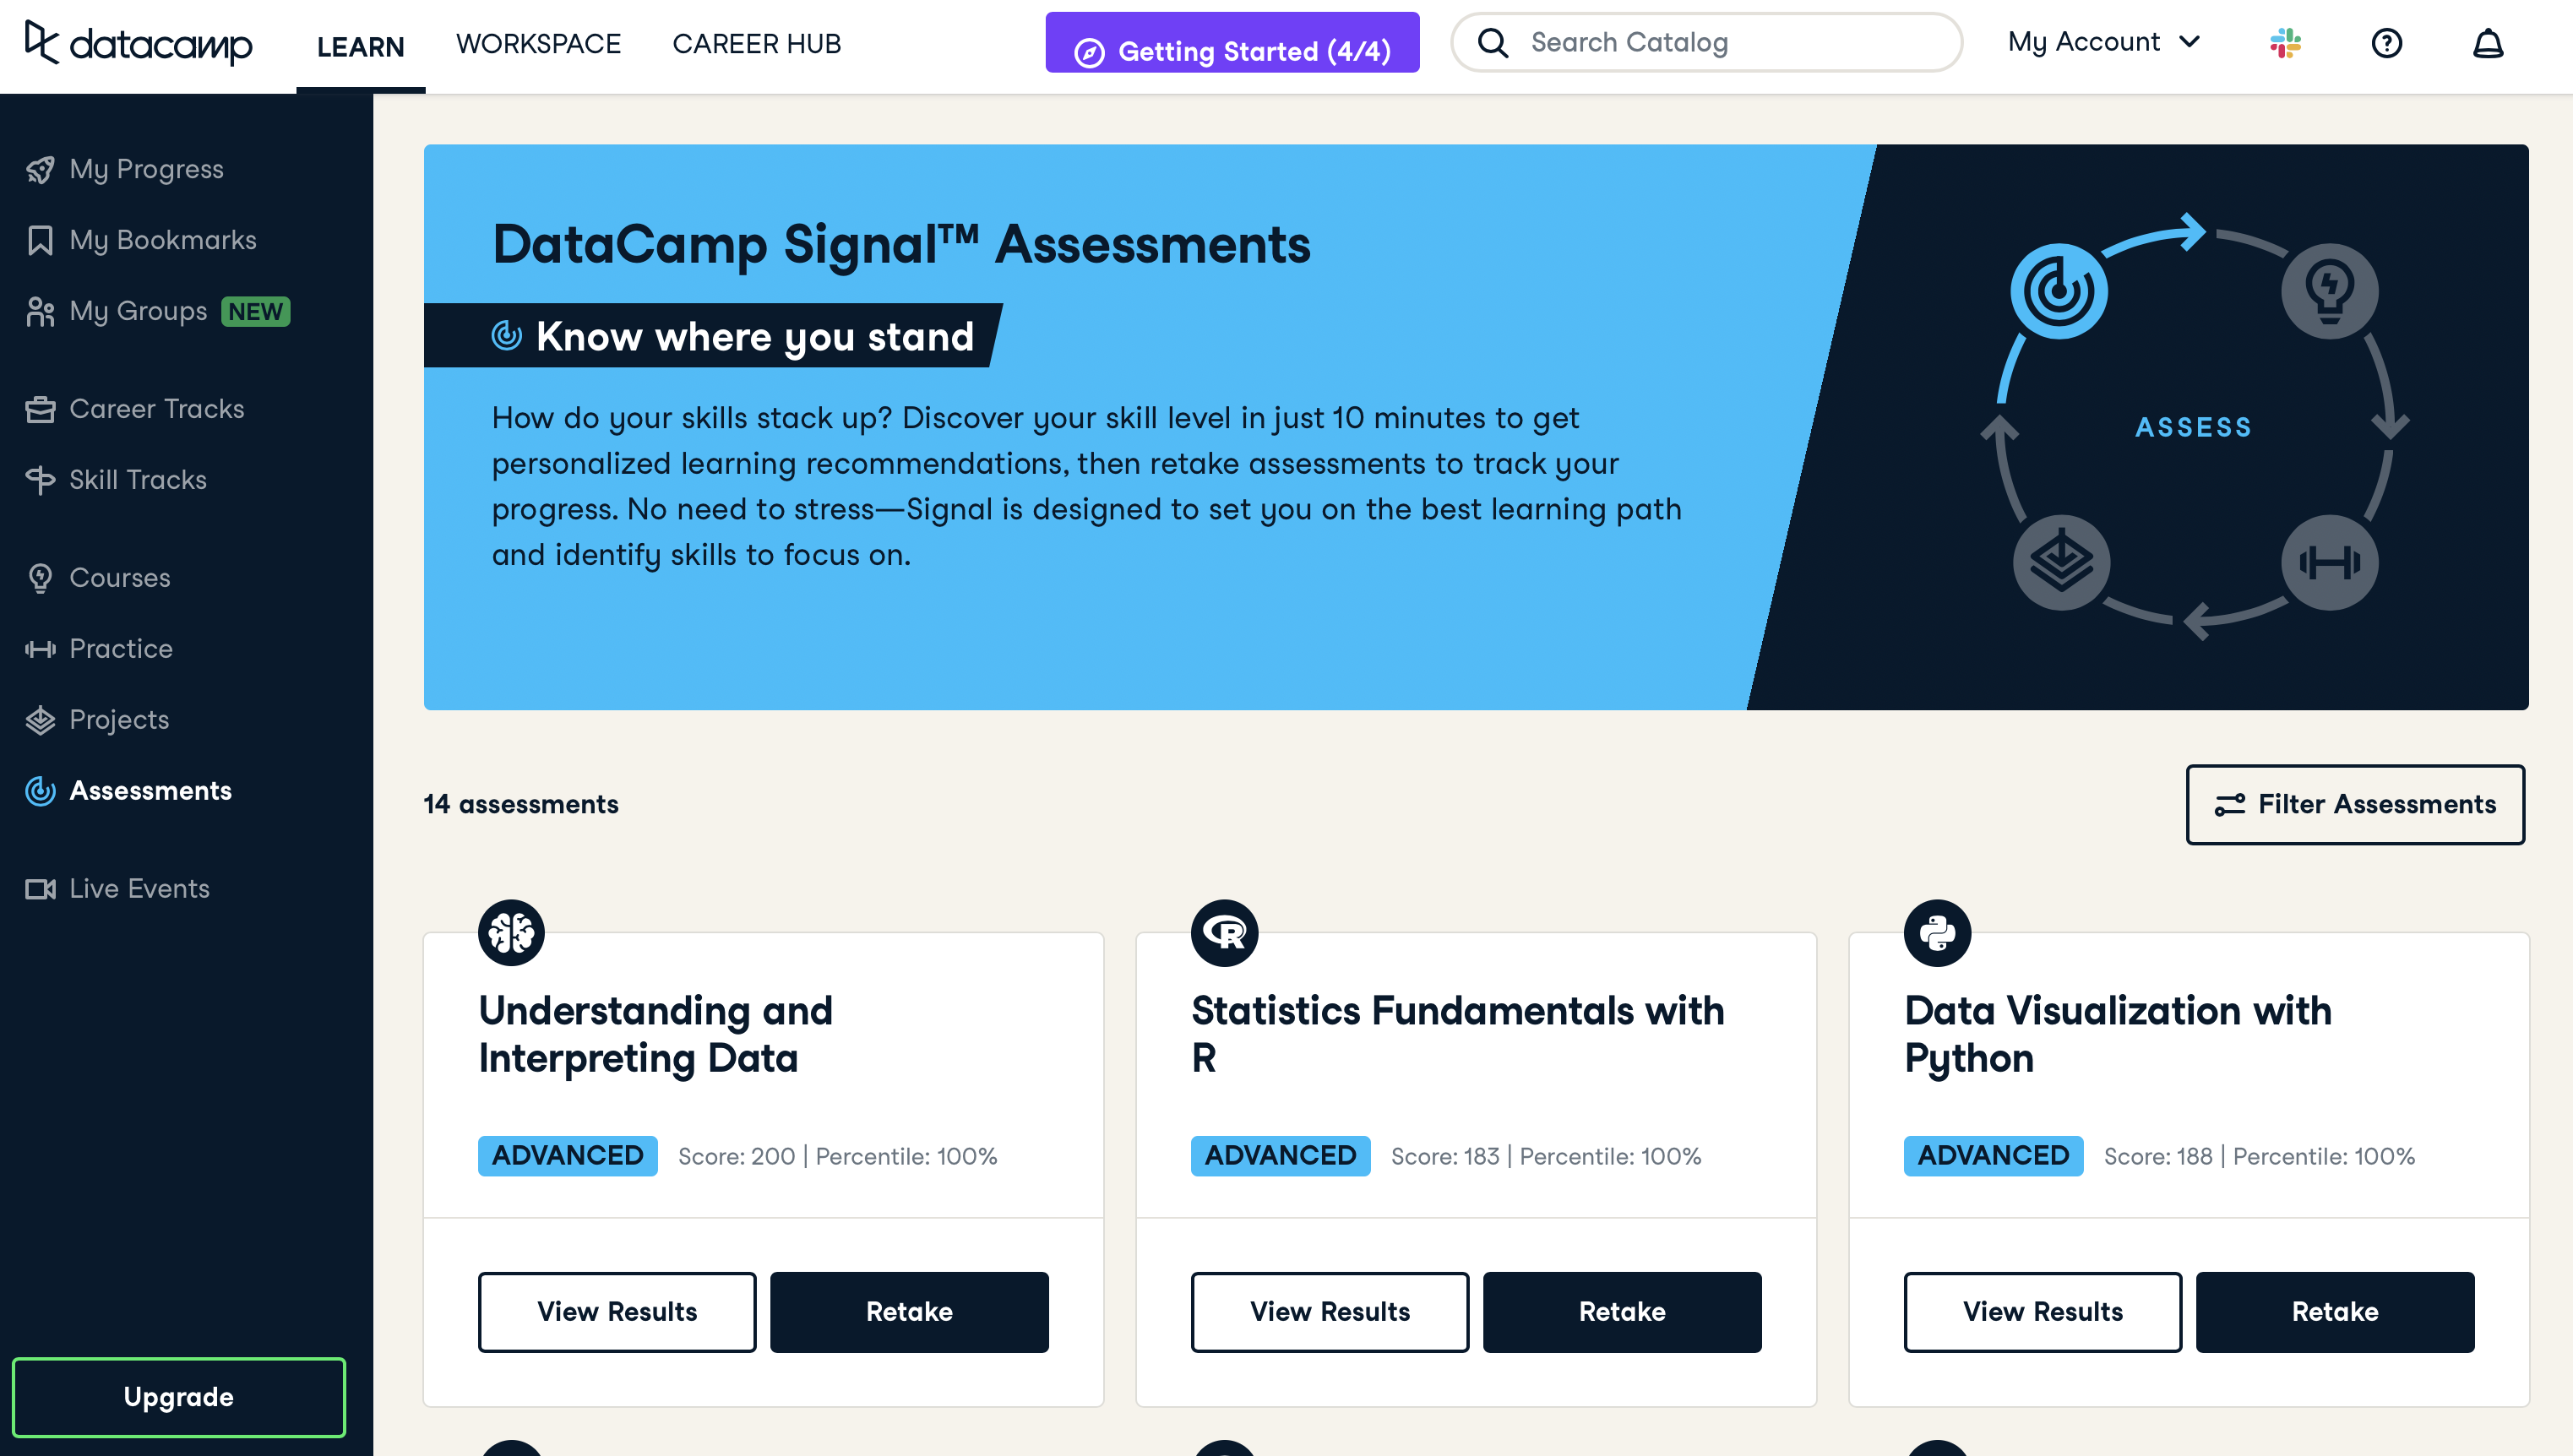 datacamp
LEARN
WORKSPACE
CAREER HUB
Getting Started (4/4)
Search Catalog
My Account
My Progress
My Bookmarks
My Groups NEW
Career Tracks
Skill Tracks
Courses
Practice
Projects
Assessments
Live Events
Upgrade
DataCamp Signal™ Assessments
Know where you stand
How do your skills stack up? Discover your skill level in just 10 minutes to get
personalized learning recommendations, then retake assessments to track your
progress. No need to stress—Signal is designed to set you on the best learning path
and identify skills to focus on.
ASSESS
14 assessments
Filter Assessments
Understanding and
Interpreting Data
ADVANCED Score: 200 | Percentile: 100%
View Results
Retake
R
Statistics Fundamentals with
R
ADVANCED Score: 183 | Percentile: 100%
View Results
Retake
Data Visualization with
Python
ADVANCED Score: 188 | Percentile: 100%
View Results
Retake